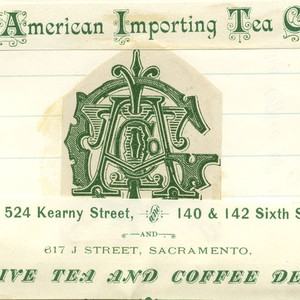 American Importing Tea
524 Kearny Street, 140 & 142 Sixth S
AND
617 J STREET, SACRAMENTO,
IVE TEA AND COFFEE DE